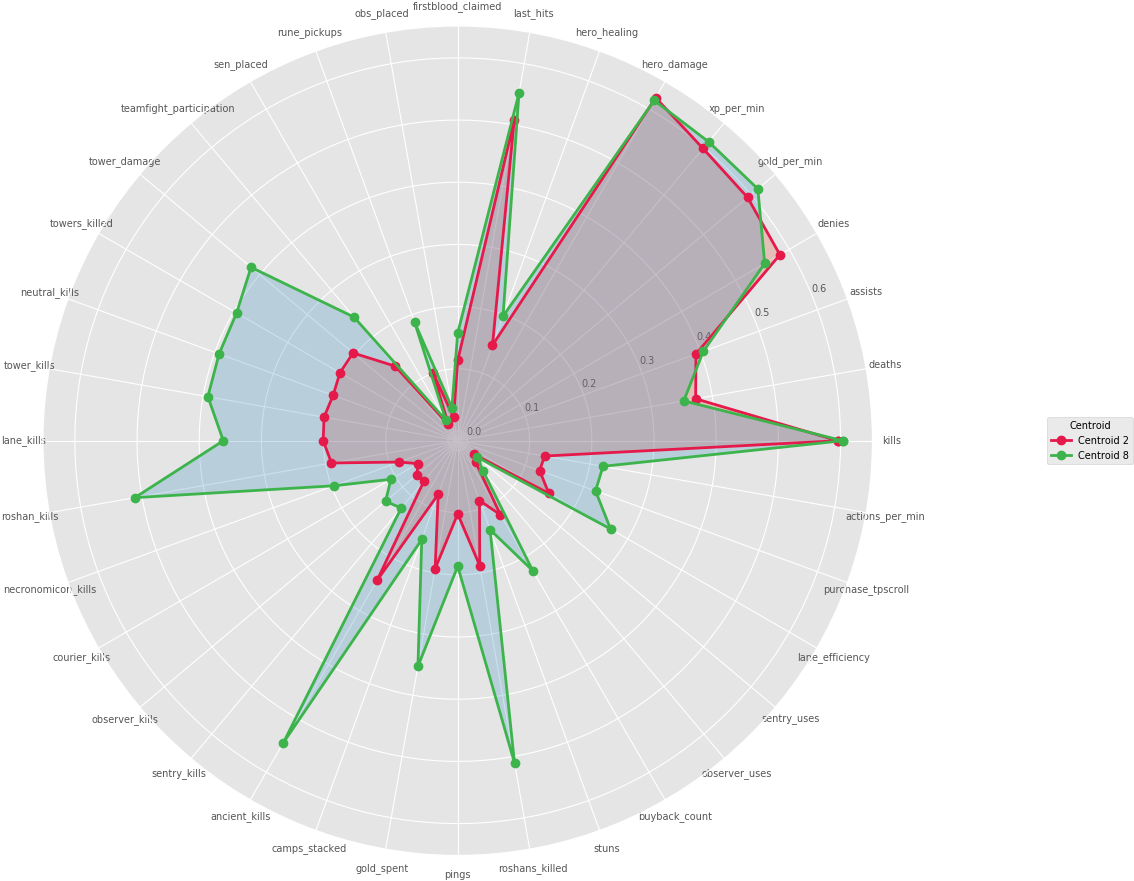 firstblood_claimed
obs_placed
last_hits
rune_pickups
hero_healing
sen_placed
hero_damage
teamfight_participation
xp_per_min
tower_damage
gold_per_min
towers_killed
denies
neutral_kills
assists
0.6
0.5
0.4
tower_kills
0.3
deaths
0.2
0.1
0.0
lane_kills
kills
Centroid
Centroid 2
Centroid 8
roshan_kills
actions_per_min
necronomicon_kills
purchase_tpscroll
courier_kills
lane_efficiency
observer_kills
sentry_uses
sentry_kills
observer_uses
ancient_kills
buyback_count
camps_stacked
stuns
gold_spent
roshans_killed
pings